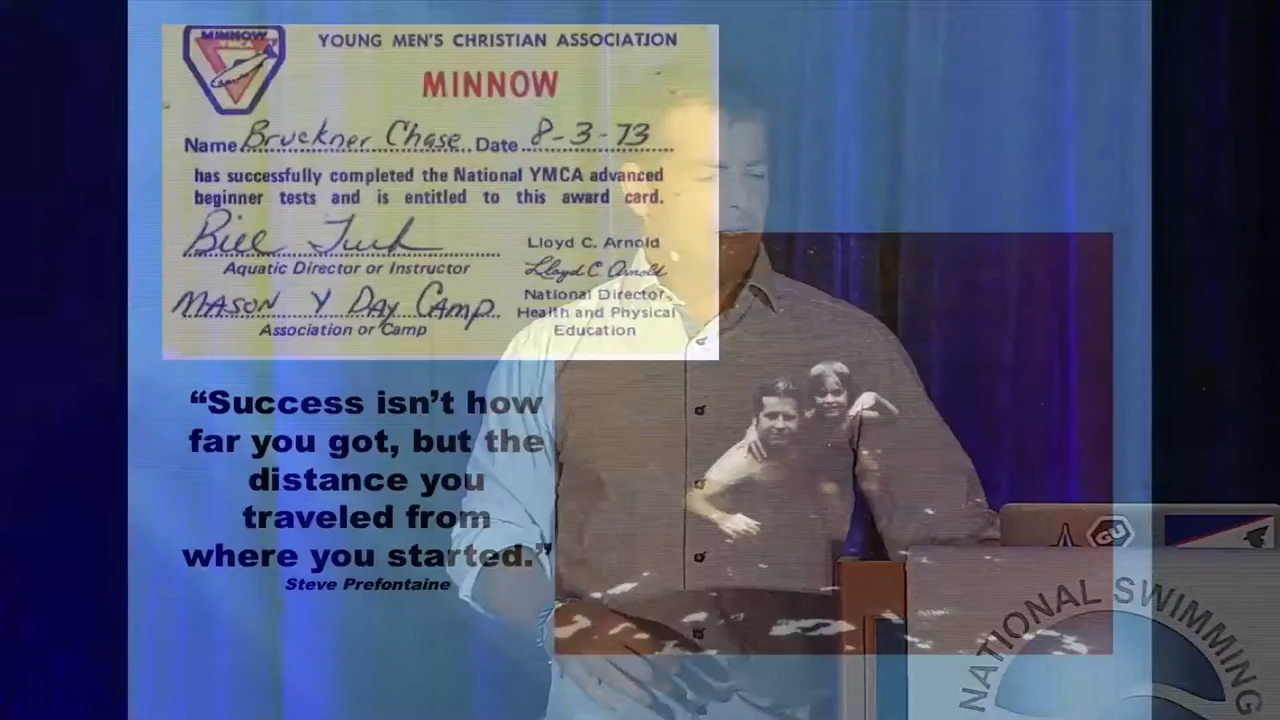 MINNOW
YMCA
YOUNG MEN'S CHRISTIAN ASSOCIATION
MINNOW
Name Bruckner Chase Date 8-3-73
has successfully completed the National YMCA advanced
beginner tests and is entitled to this award card.
Bill Tuck
Aquatic Director or Instructor
Lloyd C. Arnold
Lloyd C Arnold
MASON Y DAY CAMP
Association or Camp
National Director,
Health and Physical
Education
“Success isn’t how
far you got, but the
distance you
traveled from
where you started.”
Steve Prefontaine
GU
NATIONAL SWIMMING